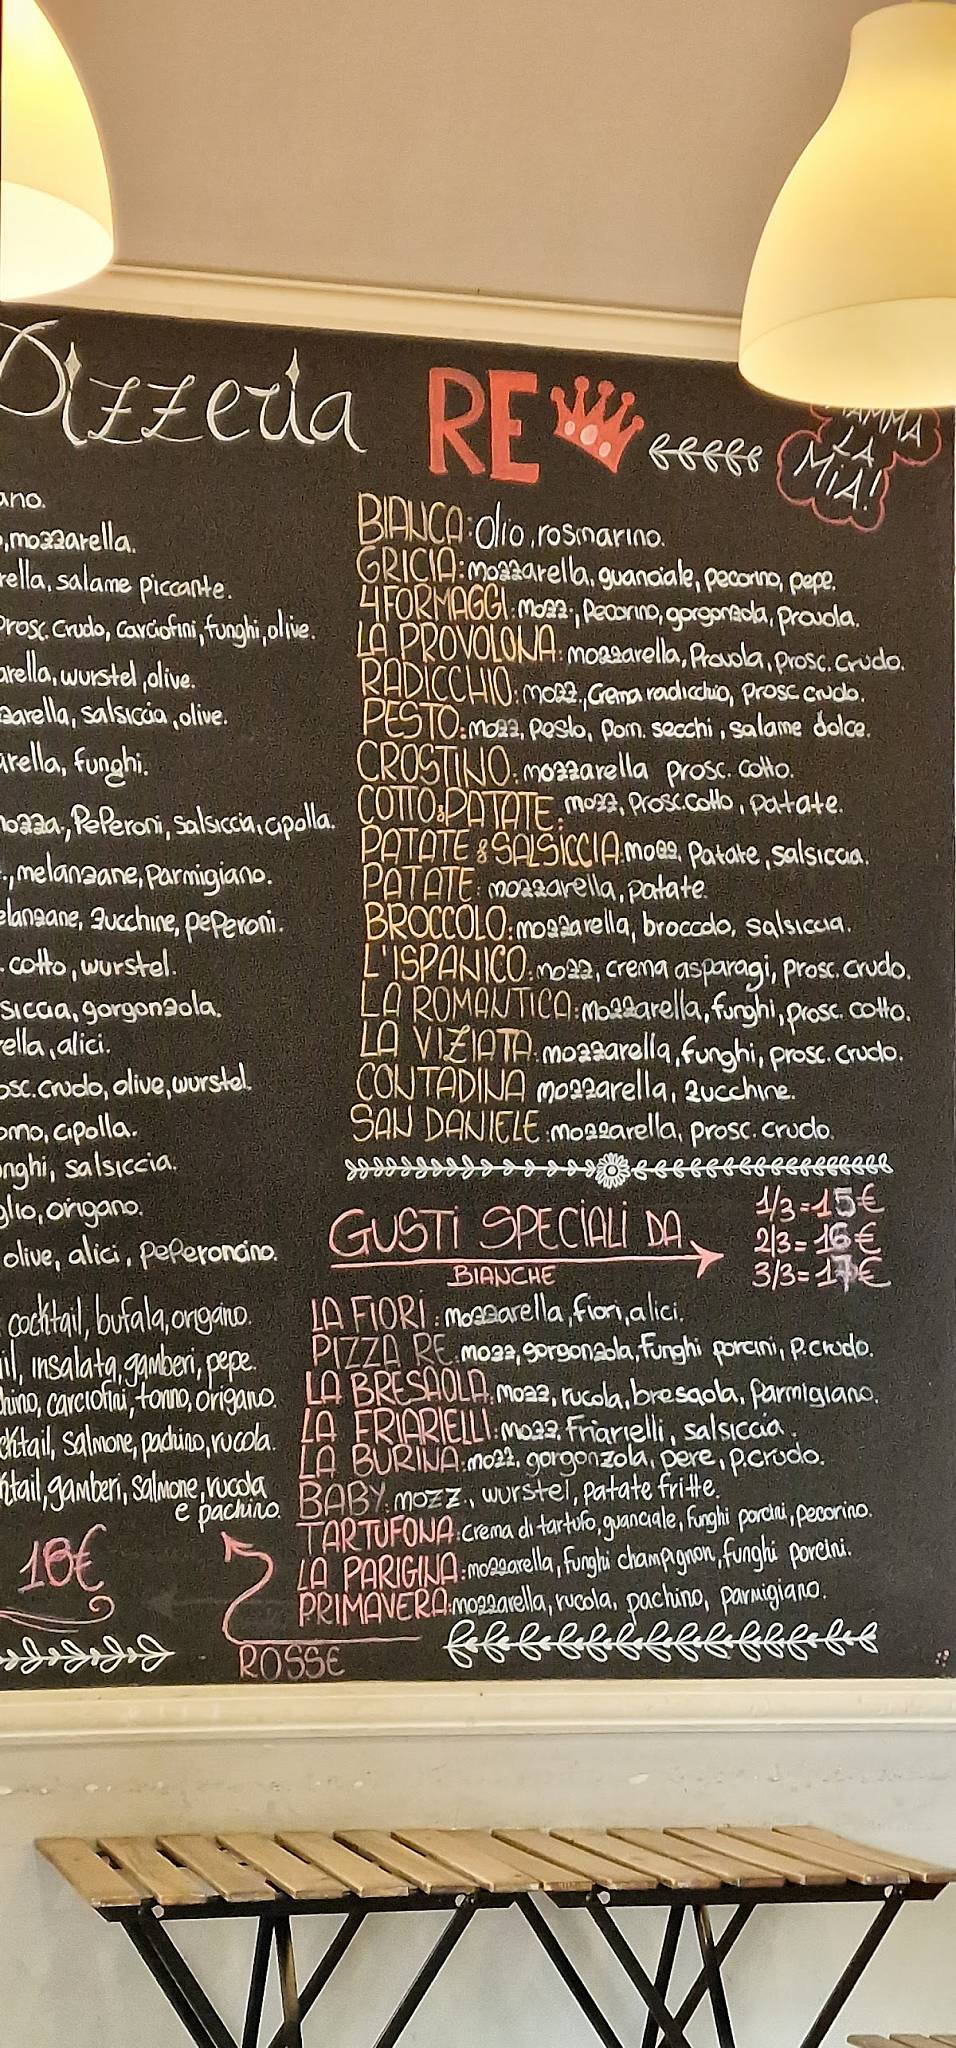 Pizzeria RE
MAMMA
LA
MiA!
ano.
, mozzarella.
rella, salame piccante.
Prosc. crudo, carciofini, funghi, olive.
arella, wurstel, olive.
zarella, salsiccia, olive.
arella, funghi.
mozza, PePeroni, salsiccia, cipolla.
., melanzane, Parmigiano.
elanzane, zucchine, pePeroni.
. cotto, wurstel.
siccia, gorgonzola.
rella, alici.
osc. crudo, olive, wurstel.
omo, cipolla.
nghi, salsiccia.
glio, origano.
olive, alici, PePeroncino.
cocktail, bufala, origano.
il, insalata, gamberi, pepe.
hino, carciofini, tonno, origano.
cktail, salmone, pachino, rucola.
ktail, gamberi, salmone, rucola
e pachino.
18€
ROSSE
BIANCA: Olio, rosmarino.
GRICIA: mozzarella, guanciale, pecorino, pepe.
4FORMAGGI: mozz., Pecorino, gorgonzola, Provola.
LA PROVOLONA: mozzarella, Provola, prosc. crudo.
RADICCHIO: mozz., crema radicchio, prosc crudo.
PESTO: mozz, Pesto, Pom. secchi, salame dolce.
CROSTINO: mozzarella prosc. cotto.
COTTO & PATATE: mozz, Prosc.cotto, patate.
PATATE & SALSICCIA: mozz. Patate, salsiccia.
PATATE: mozzarella, patate.
BROCCOLO: mozzarella, broccolo, salsiccia.
L'ISPANICO: mozz, crema asparagi, prosc. crudo.
LA ROMANTICA: mozzarella, funghi, prosc. cotto.
LA VIZIATA: mozzarella, funghi, prosc. crudo.
CONTADINA mozzarella, zucchine.
SAN DANIELE: mozzarella, prosc. crudo.
GUSTi SPECiALi DA
BIANCHE
1/3=15€
2/3=16€
3/3=17€
LA FIORI: mozzarella, fiori, alici.
PIZZA RE: mozz, gorgonzola, funghi porcini, P.crudo.
LA BRESAOLA: mozz, rucola, bresaola, Parmigiano.
LA FRIARIELLI: mozz. Friarielli, salsiccia.
LA BURINA: mozz. gorgonzola, pere, p.crudo.
BABY: mozz., wurstel, patate fritte.
TARTUFONA: crema di tartufo, guanciale, funghi porcini, pecorino.
LA PARIGINA: mozzarella, funghi champignon, funghi porcini.
PRIMAVERA: mozzarella, rucola, pachino, parmigiano.